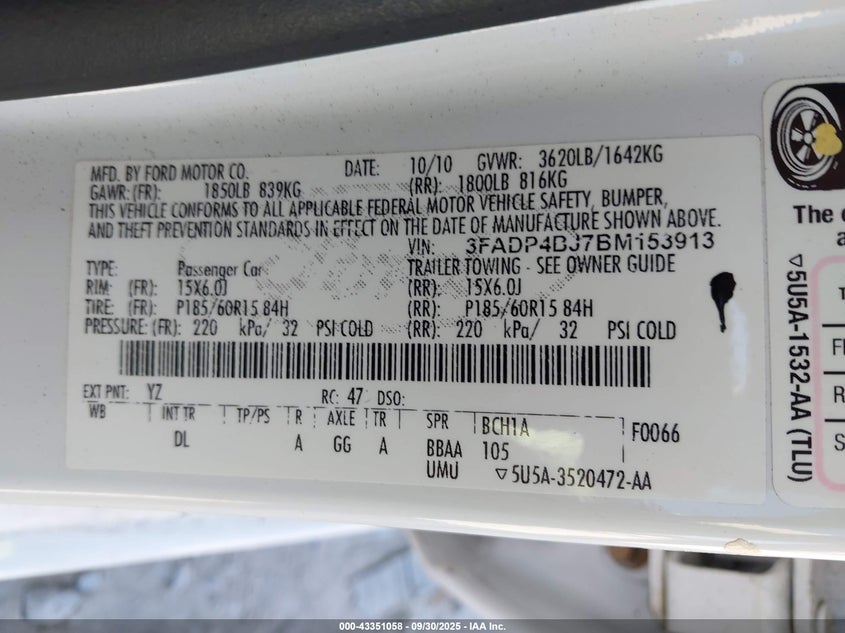 MFD. BY FORD MOTOR CO. DATE: 10/10 GVWR: 3620LB/1642KG
GAWR: (FR): 1850LB 839KG (RR): 1800LB 816KG
THIS VEHICLE CONFORMS TO ALL APPLICABLE FEDERAL MOTOR VEHICLE SAFETY, BUMPER,
AND THEFT PREVENTION STANDARDS IN EFFECT ON THE DATE OF MANUFACTURE SHOWN ABOVE.
VIN: 3FADP4BJ7BM153913
TYPE: Passenger Car TRAILER TOWING - SEE OWNER GUIDE
RIM: (FR): 15X6.0J (RR): 15X6.0J
TIRE: (FR): P185/60R15 84H (RR): P185/60R15 84H
PRESSURE: (FR): 220 kPa/ 32 PSI COLD (RR): 220 kPa/ 32 PSI COLD
EXT PNT: YZ RC: 47 DSO:
WB INT TR TP/PS R AXLE TR SPR BCH1A F0066
DL A GG A BBAA 105
UMU ▽5U5A-3520472-AA
The
a
▽5U5A-1532-AA (TLU)
T
F
R
S
000-43351058 - 09/30/2025 - IAA Inc.